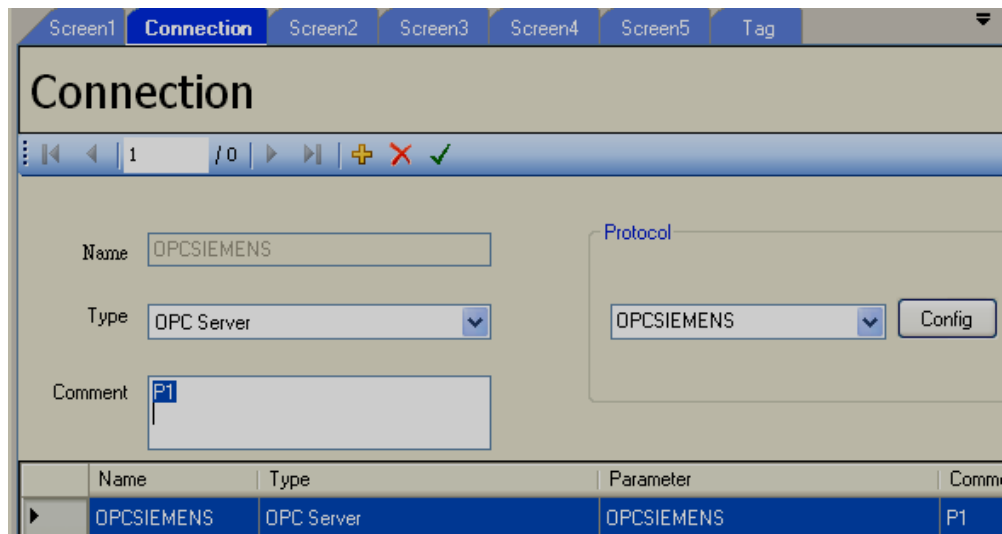 Screen1 Connection Screen2 Screen3 Screen4 Screen5 Tag
Connection
1 / 0
Name OPCSIEMENS
Protocol
Type OPC Server
OPCSIEMENS Config
Comment P1
Name Type Parameter Comme
OPCSIEMENS OPC Server OPCSIEMENS P1